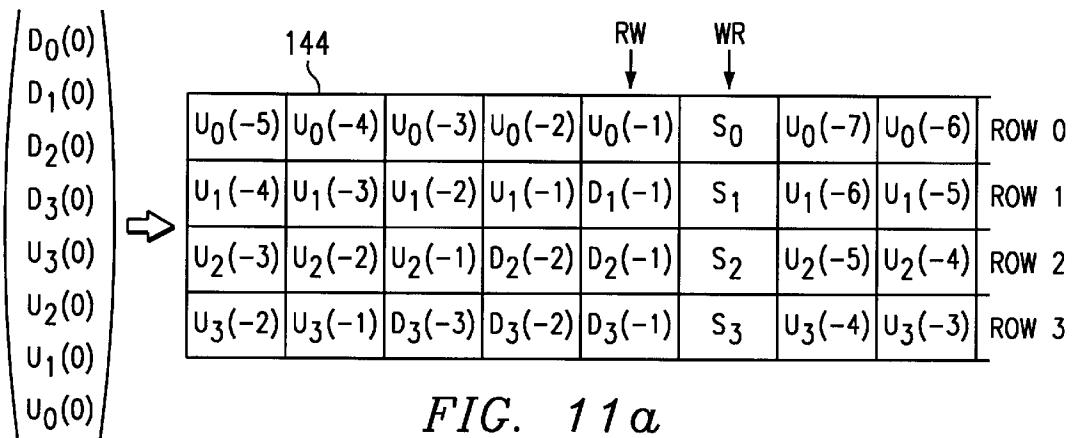 D₀(0)
D₁(0)
D₂(0)
D₃(0)
U₃(0)
U₂(0)
U₁(0)
U₀(0)
144
RW WR
U₀(-5) U₀(-4) U₀(-3) U₀(-2) U₀(-1) S₀ U₀(-7) U₀(-6) ROW 0
U₁(-4) U₁(-3) U₁(-2) U₁(-1) D₁(-1) S₁ U₁(-6) U₁(-5) ROW 1
U₂(-3) U₂(-2) U₂(-1) D₂(-2) D₂(-1) S₂ U₂(-5) U₂(-4) ROW 2
U₃(-2) U₃(-1) D₃(-3) D₃(-2) D₃(-1) S₃ U₃(-4) U₃(-3) ROW 3
FIG. 11a